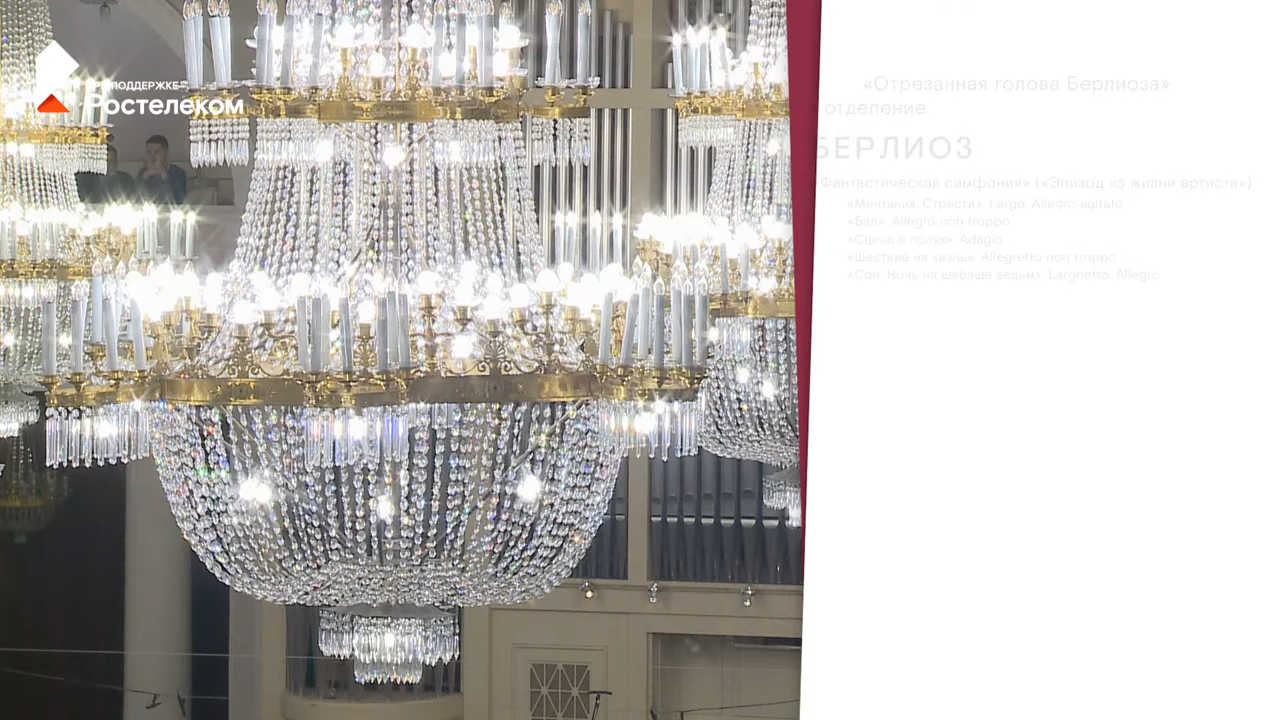 ПОДДЕРЖКЕ
Ростелеком
«Отрезанная голова Берлиоза»
отделение
БЕРЛИОЗ
«Фантастическая симфония» («Эпизод из жизни артиста»)
«Мечтания. Страсти». Largo. Allegro agitato
«Бал». Allegro non troppo
«Сцена в полях». Adagio
«Шествие на казнь». Allegretto non troppo
«Сон. Ночь на шабаше ведьм». Larghetto. Allegro